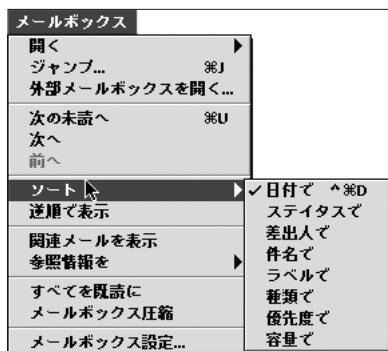 メールボックス
開く
ジャンプ... ⌘J
外部メールボックスを開く...
次の未読へ ⌘U
次へ
前へ
ソート
逆順で表示
関連メールを表示
参照情報を
すべてを既読に
メールボックス圧縮
メールボックス設定...
✓日付で ^⌘D
ステイタスで
差出人で
件名で
ラベルで
種類で
優先度で
容量で